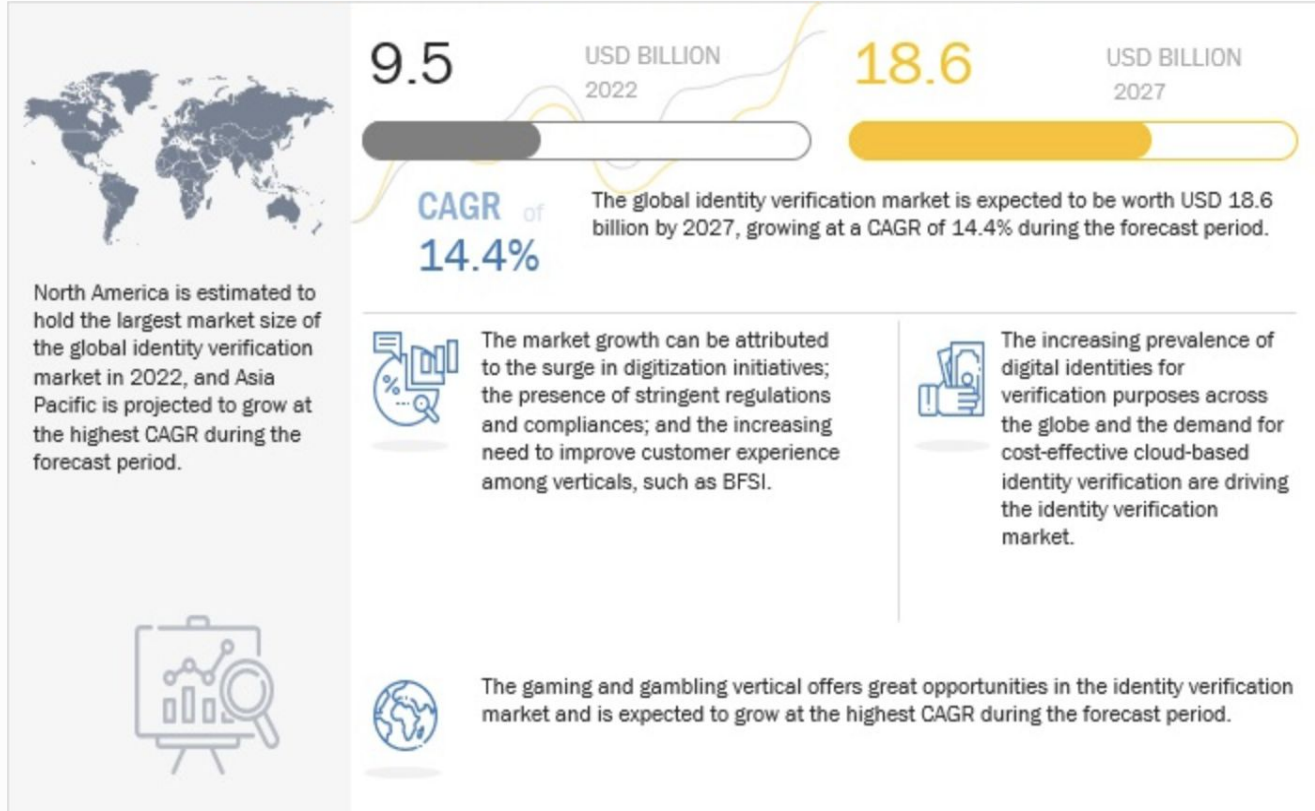 9.5
USD BILLION
2022
18.6
USD BILLION
2027
CAGR of
14.4%
The global identity verification market is expected to be worth USD 18.6
billion by 2027, growing at a CAGR of 14.4% during the forecast period.
North America is estimated to
hold the largest market size of
the global identity verification
market in 2022, and Asia
Pacific is projected to grow at
the highest CAGR during the
forecast period.
%
The market growth can be attributed
to the surge in digitization initiatives;
the presence of stringent regulations
and compliances; and the increasing
need to improve customer experience
among verticals, such as BFSI.
The increasing prevalence of
digital identities for
verification purposes across
the globe and the demand for
cost-effective cloud-based
identity verification are driving
the identity verification
market.
The gaming and gambling vertical offers great opportunities in the identity verification
market and is expected to grow at the highest CAGR during the forecast period.